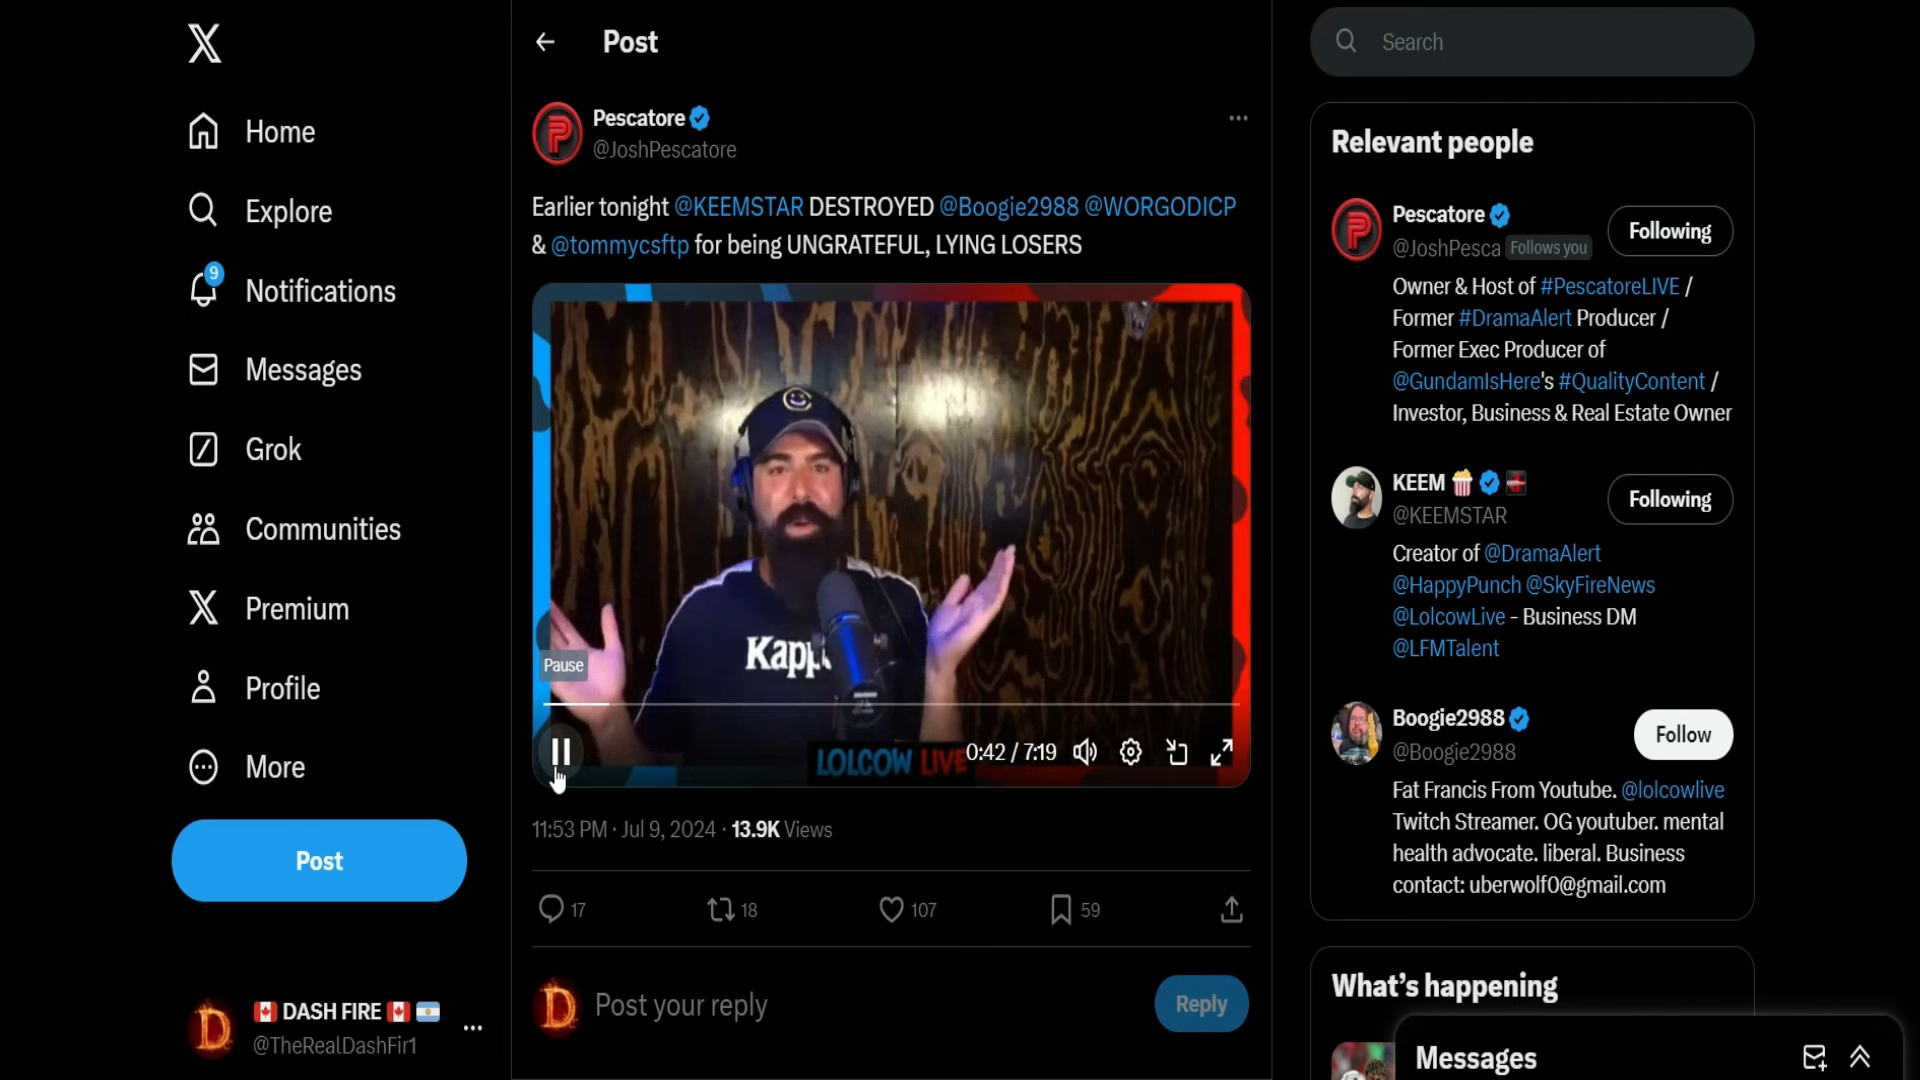 Home
Explore
9
Notifications
Messages
Grok
Communities
Premium
Profile
More
Post
DASH FIRE
@TheRealDashFir1
Post
Pescatore
@JoshPescatore
Earlier tonight @KEEMSTAR DESTROYED @Boogie2988 @WORGODICP
& @tommycsftp for being UNGRATEFUL, LYING LOSERS
Kapp
Pause
LOLCOW LIVE
0:42 / 7:19
11:53 PM · Jul 9, 2024 · 13.9K Views
17
18
107
59
Post your reply
Reply
Search
Relevant people
Pescatore
@JoshPesca Follows you
Following
Owner & Host of #PescatoreLIVE /
Former #DramaAlert Producer /
Former Exec Producer of
@GundamIsHere's #QualityContent /
Investor, Business & Real Estate Owner
KEEM
@KEEMSTAR
Following
Creator of @DramaAlert
@HappyPunch @SkyFireNews
@LolcowLive - Business DM
@LFMTalent
Boogie2988
@Boogie2988
Follow
Fat Francis From Youtube. @lolcowlive
Twitch Streamer. OG youtuber. mental
health advocate. liberal. Business
contact: uberwolf0@gmail.com
What's happening
Messages